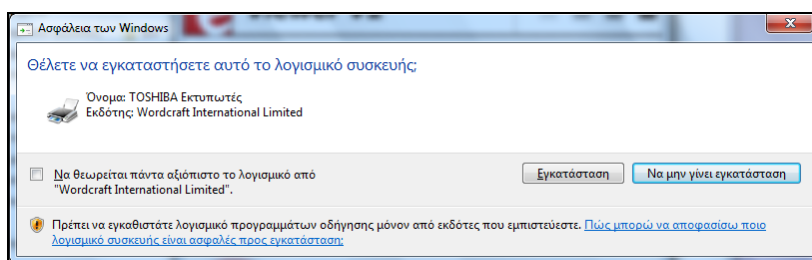 Ασφάλεια των Windows
Θέλετε να εγκαταστήσετε αυτό το λογισμικό συσκευής;
Όνομα: TOSHIBA Εκτυπωτές
Εκδότης: Wordcraft International Limited
Να θεωρείται πάντα αξιόπιστο το λογισμικό από
"Wordcraft International Limited".
Εγκατάσταση
Να μην γίνει εγκατάσταση
Πρέπει να εγκαθιστάτε λογισμικό προγραμμάτων οδήγησης μόνον από εκδότες που εμπιστεύεστε. Πώς μπορώ να αποφασίσω ποιο
λογισμικό συσκευής είναι ασφαλές προς εγκατάσταση;